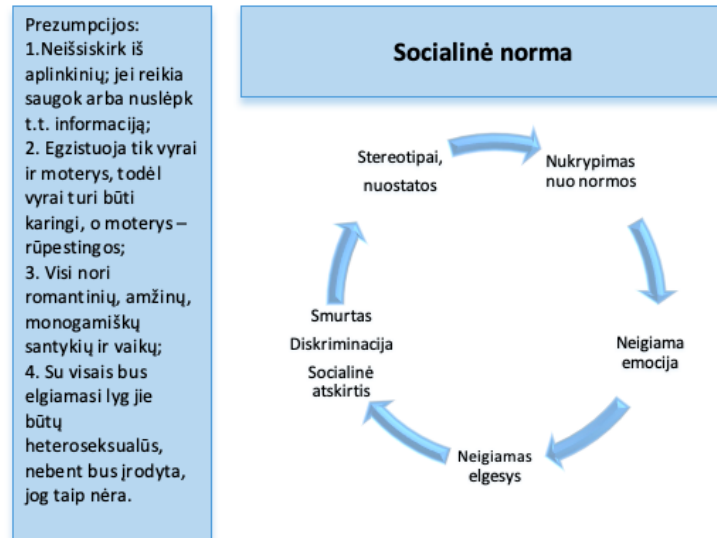 Prezumpcijos:
1.Neišsiskirk iš
aplinkinių; jei reikia
saugok arba nuslėpk
t.t. informaciją;
2. Egzistuoja tik vyrai
ir moterys, todėl
vyrai turi būti
karingi, o moterys –
rūpestingos;
3. Visi nori
romantinių, amžinų,
monogamiškų
santykių ir vaikų;
4. Su visais bus
elgiamasi lyg jie
būtų
heteroseksualūs,
nebent bus įrodyta,
jog taip nėra.
Socialinė norma
Stereotipai,
nuostatos
Nukrypimas
nuo normos
Neigiama
emocija
Neigiamas
elgesys
Smurtas
Diskriminacija
Socialinė
atskirtis